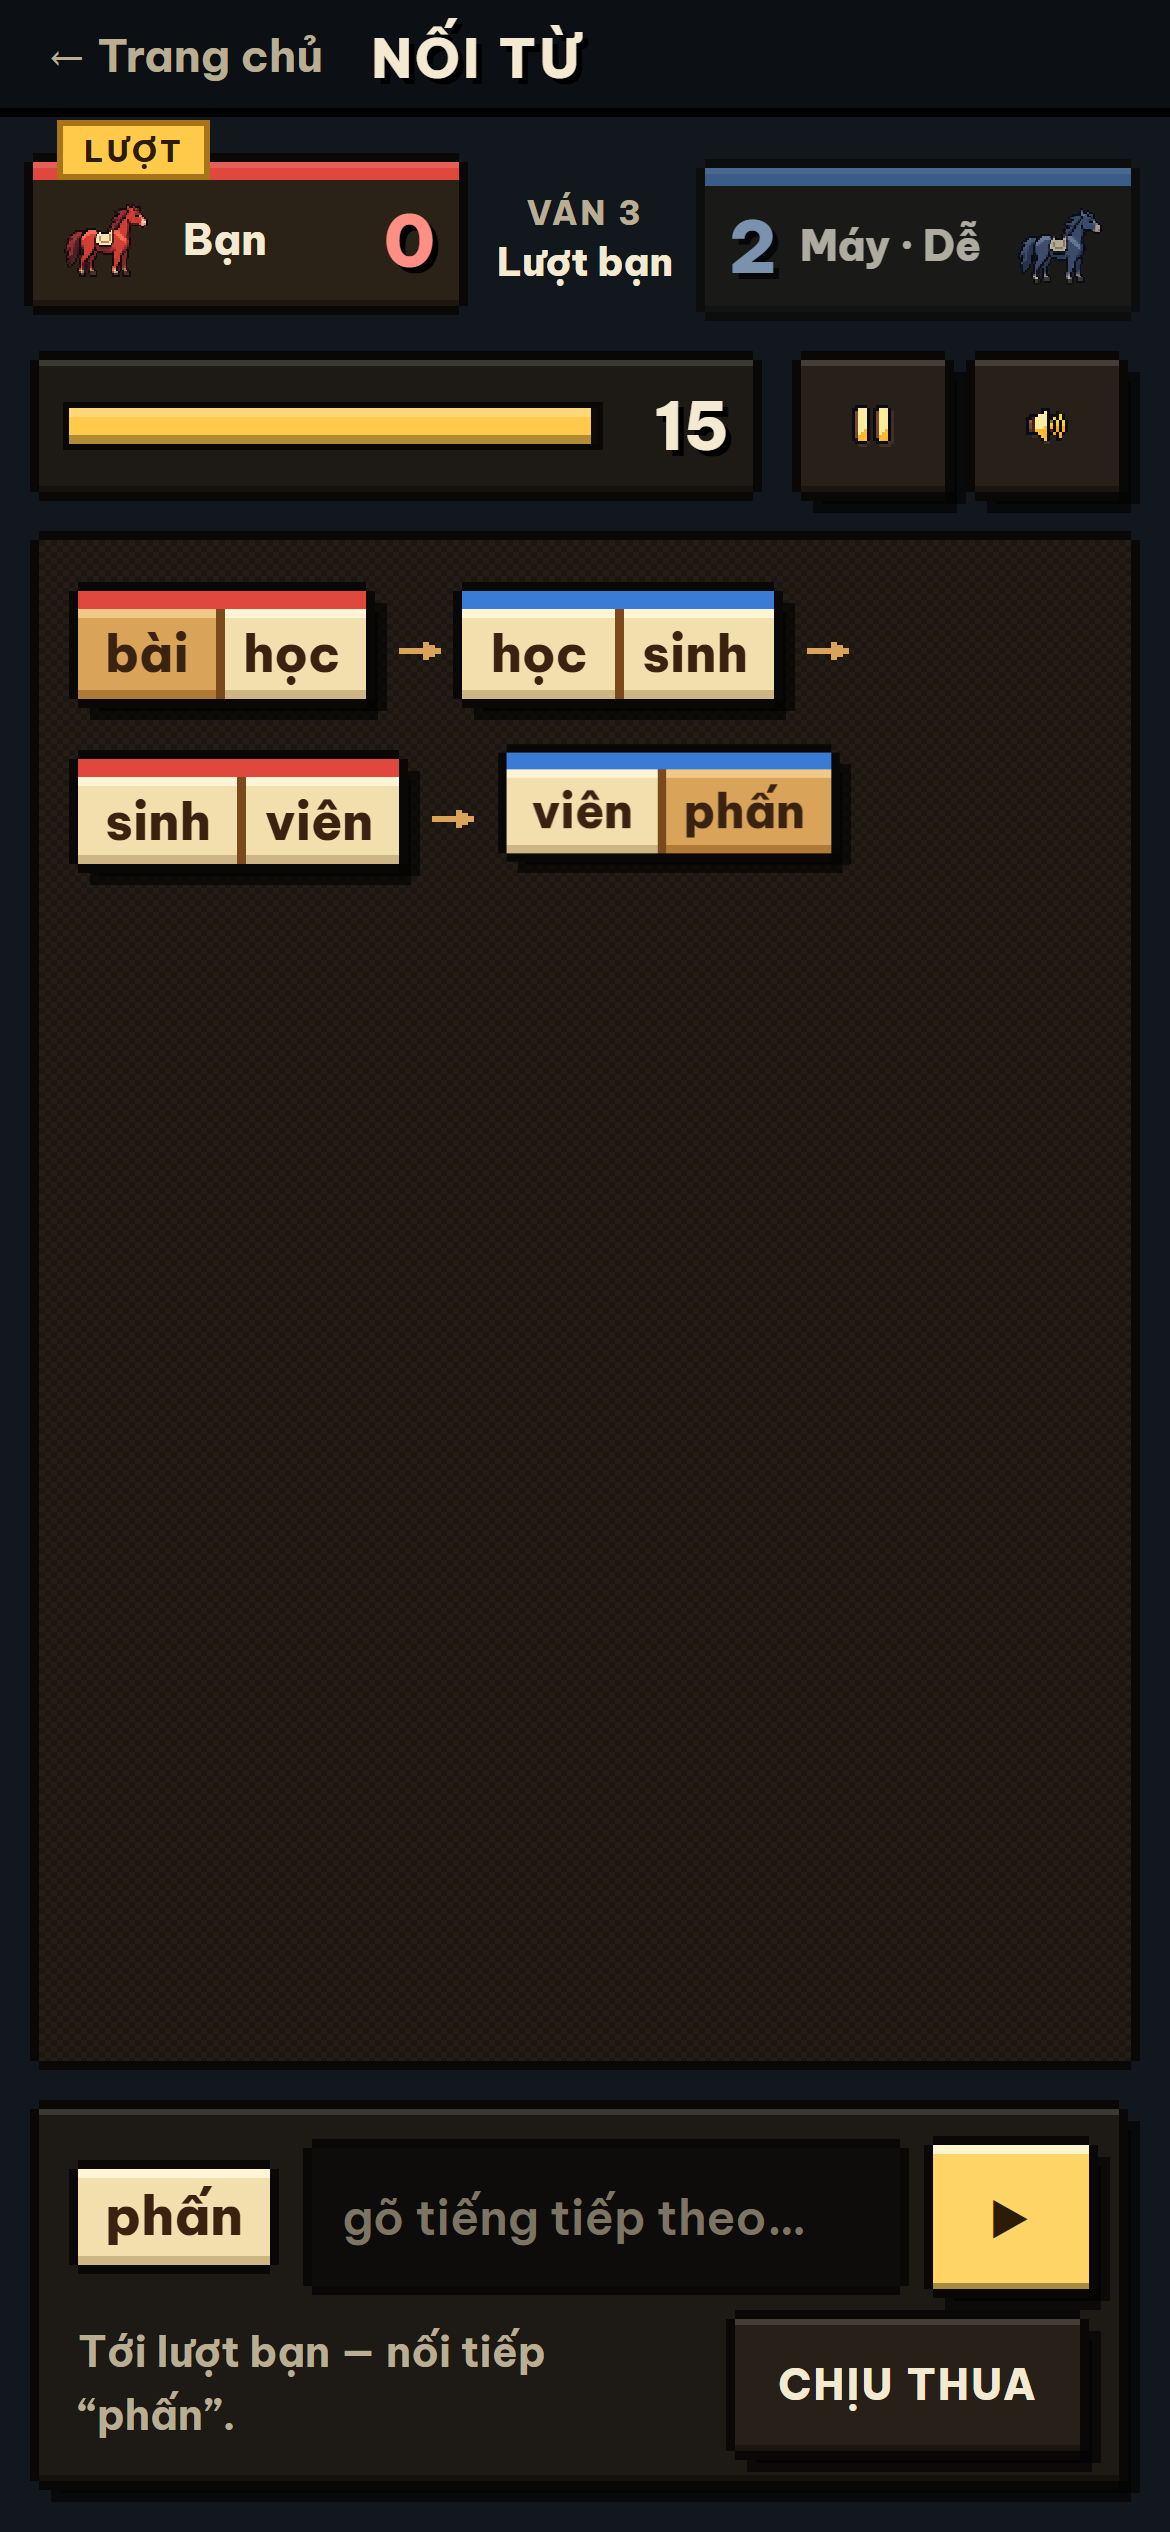 ← Trang chủ NỐI TỪ
LƯỢT
Bạn 0
VÁN 3
Lượt bạn
2 Máy · Dễ
15
bài học → học sinh →
sinh viên → viên phấn
phấn gõ tiếng tiếp theo...
Tới lượt bạn – nối tiếp
“phấn”.
CHỊU THUA